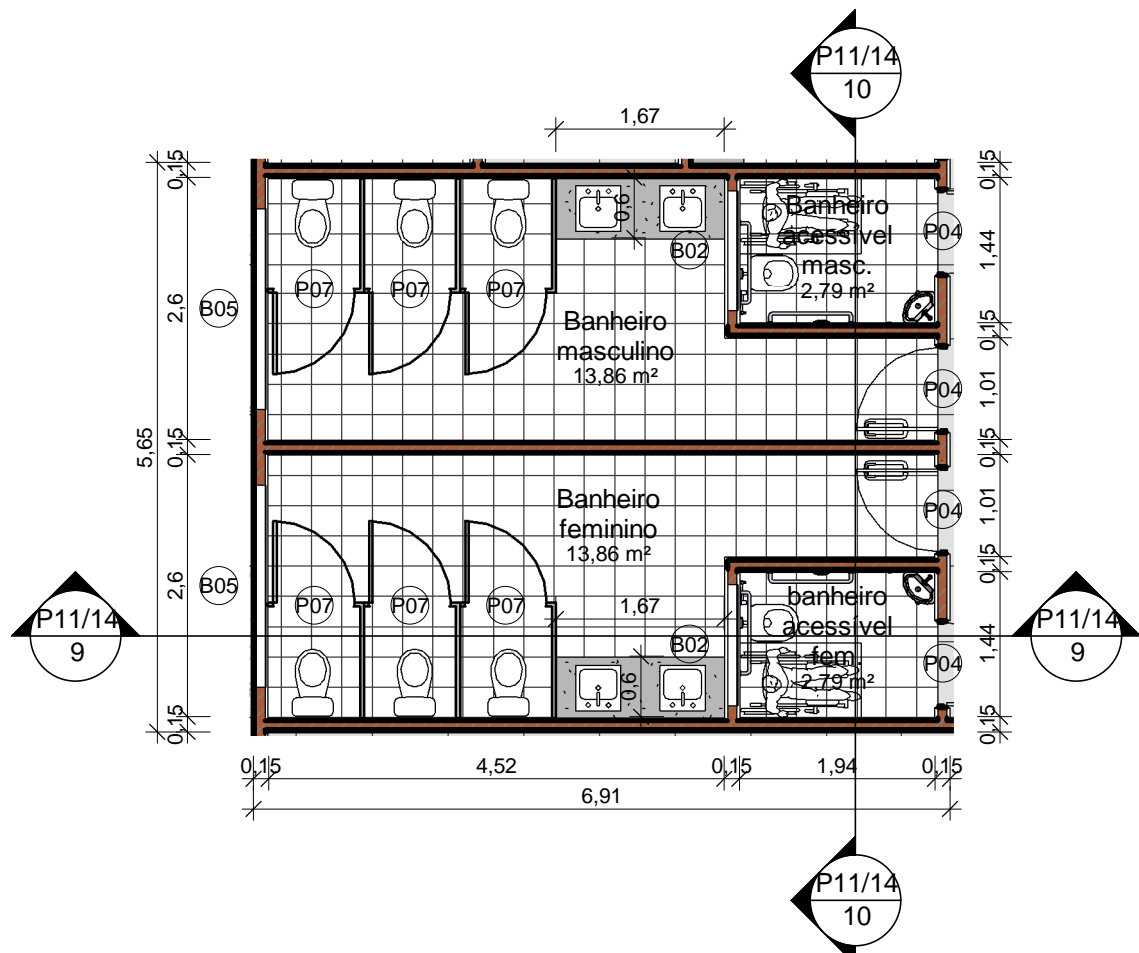 P11/14
10
1,67
0,15
2,6
0,15
2,6
0,15
5,65
B05
B05
P07
P07
P07
0,6
B02
Banheiro
acessível
masc.
2,79 m²
P04
Banheiro
masculino
13,86 m²
P04
0,15
1,44
0,15
1,01
0,15
1,01
0,15
1,44
0,15
Banheiro
feminino
13,86 m²
P04
P07
P07
P07
1,67
0,6
B02
banheiro
acessível
fem.
2,79 m²
P04
P11/14
9
P11/14
9
0,15
4,52
0,15
1,94
0,15
6,91
P11/14
10